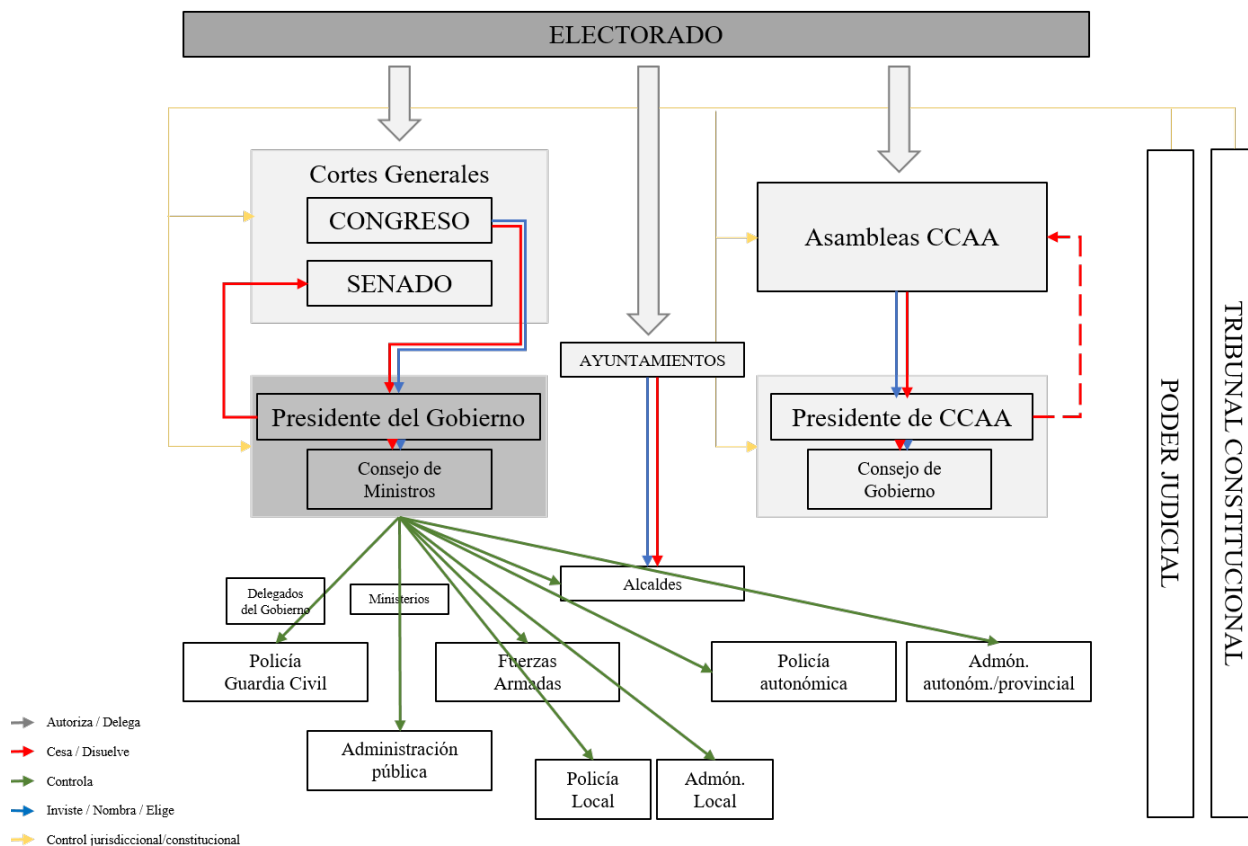 ELECTORADO
Cortes Generales
CONGRESO
SENADO
Asambleas CCAA
AYUNTAMIENTOS
Presidente del Gobierno
Consejo de
Ministros
Presidente de CCAA
Consejo de
Gobierno
PODER JUDICIAL
TRIBUNAL CONSTITUCIONAL
Delegados
del Gobierno
Ministerios
Alcaldes
Policía
Guardia Civil
Fuerzas
Armadas
Policía
autonómica
Admón.
autonóm./provincial
Administración
pública
Policía
Local
Admón.
Local
Autoriza / Delega
Cesa / Disuelve
Controla
Inviste / Nombra / Elige
Control jurisdiccional/constitucional